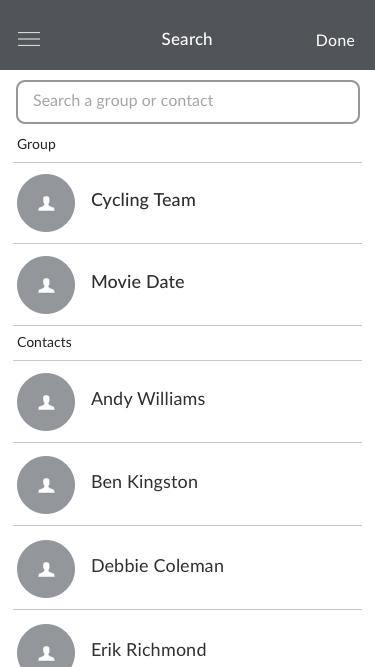 Search
Done
Search a group or contact
Group
Cycling Team
Movie Date
Contacts
Andy Williams
Ben Kingston
Debbie Coleman
Erik Richmond